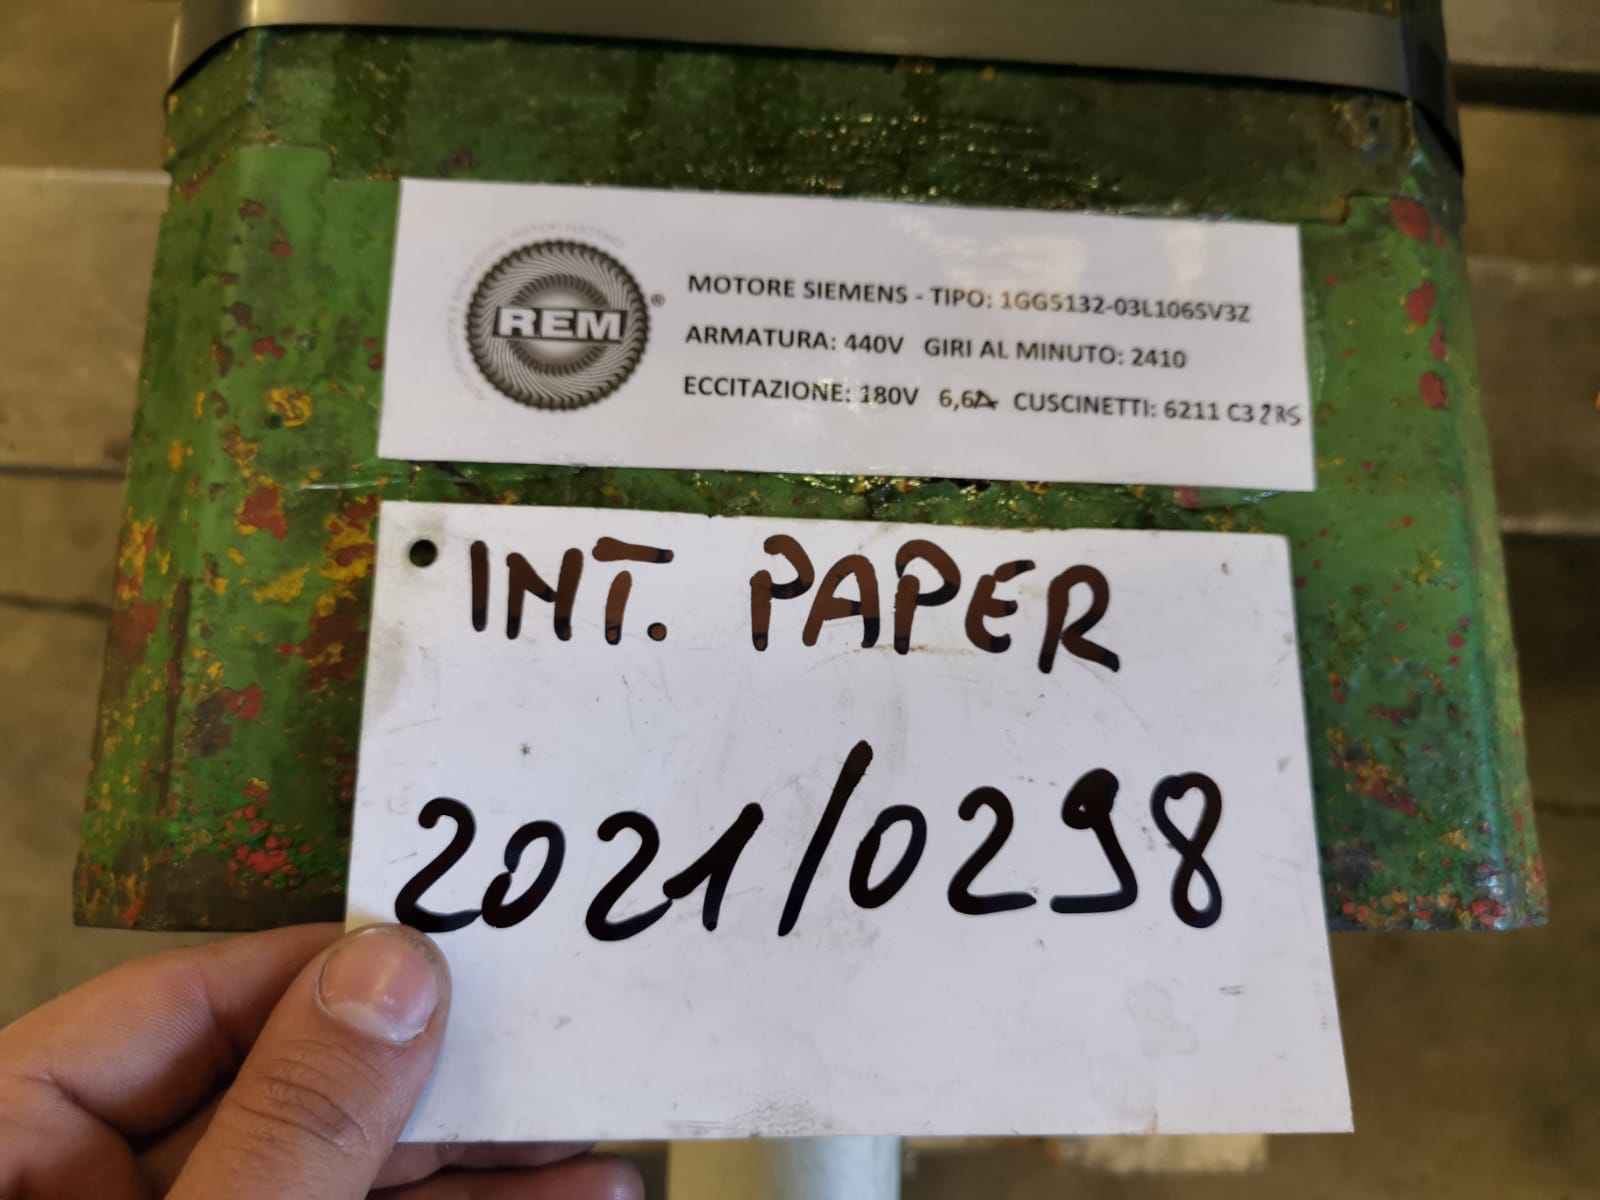 REM ®
MOTORE SIEMENS - TIPO: 1GG5132-03L106SV3Z
ARMATURA: 440V GIRI AL MINUTO: 2410
ECCITAZIONE: 180V 6,6A CUSCINETTI: 6211 C3 2RS
INT. PAPER
2021/0298